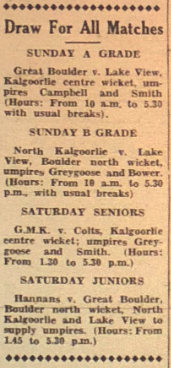 Draw For All Matches
SUNDAY A GRADE
Great Boulder v. Lake View,
Kalgoorlie centre wicket, um-
pires Campbell and Smith
(Hours: From 10 a.m. to 5.30
with usual breaks).
SUNDAY B GRADE
North Kalgoorlie v. Lake
View, Boulder north wicket,
umpires Greygoose and Bower.
(Hours: From 10 a.m. to 5.30
p.m., with usual breaks)
SATURDAY SENIORS
G.M.K. v. Colts, Kalgoorlie
centre wicket; umpires Grey-
goose and Smith. (Hours:
From 1.30 to 5.30 p.m.)
SATURDAY JUNIORS
Hannans v. Great Boulder,
Boulder north wicket, North
Kalgoorlie and Lake View to
supply umpires. (Hours: From
1.45 to 5.30 p.m.)